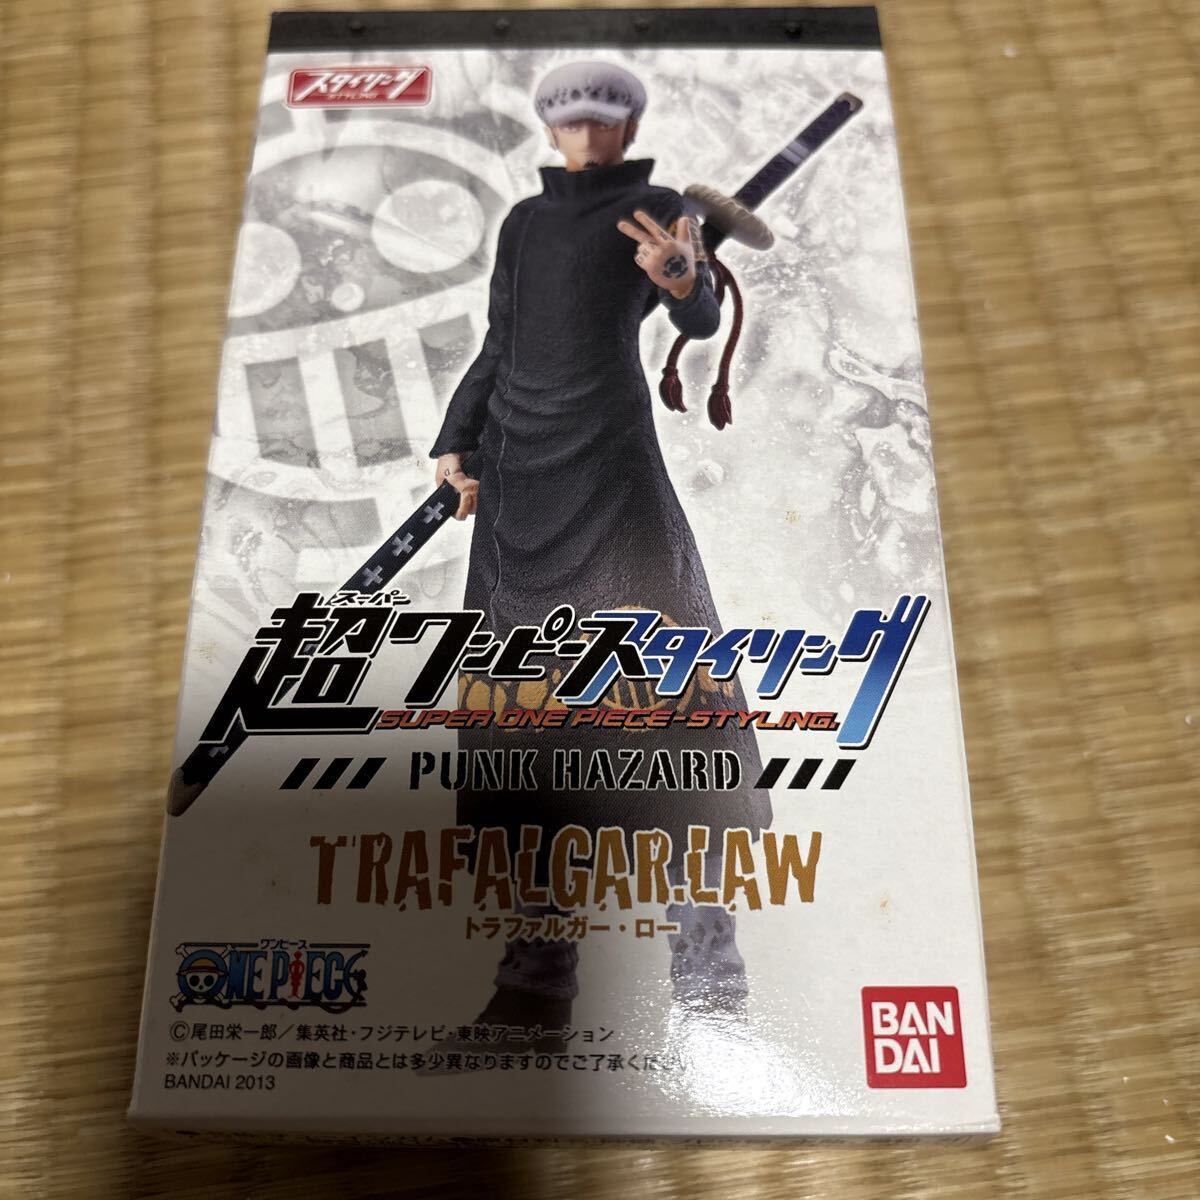 スタイリング
STYLING
スーパー
超ワンピーススタイリング
SUPER ONE PIECE-STYLING
PUNK HAZARD
TRAFALGAR.LAW
トラファルガー・ロー
ワンピース
ONE PIECE
©尾田栄一郎／集英社・フジテレビ・東映アニメーション
※パッケージの画像と商品とは多少異なりますのでご了承ください
BANDAI 2013
BAN
DAI